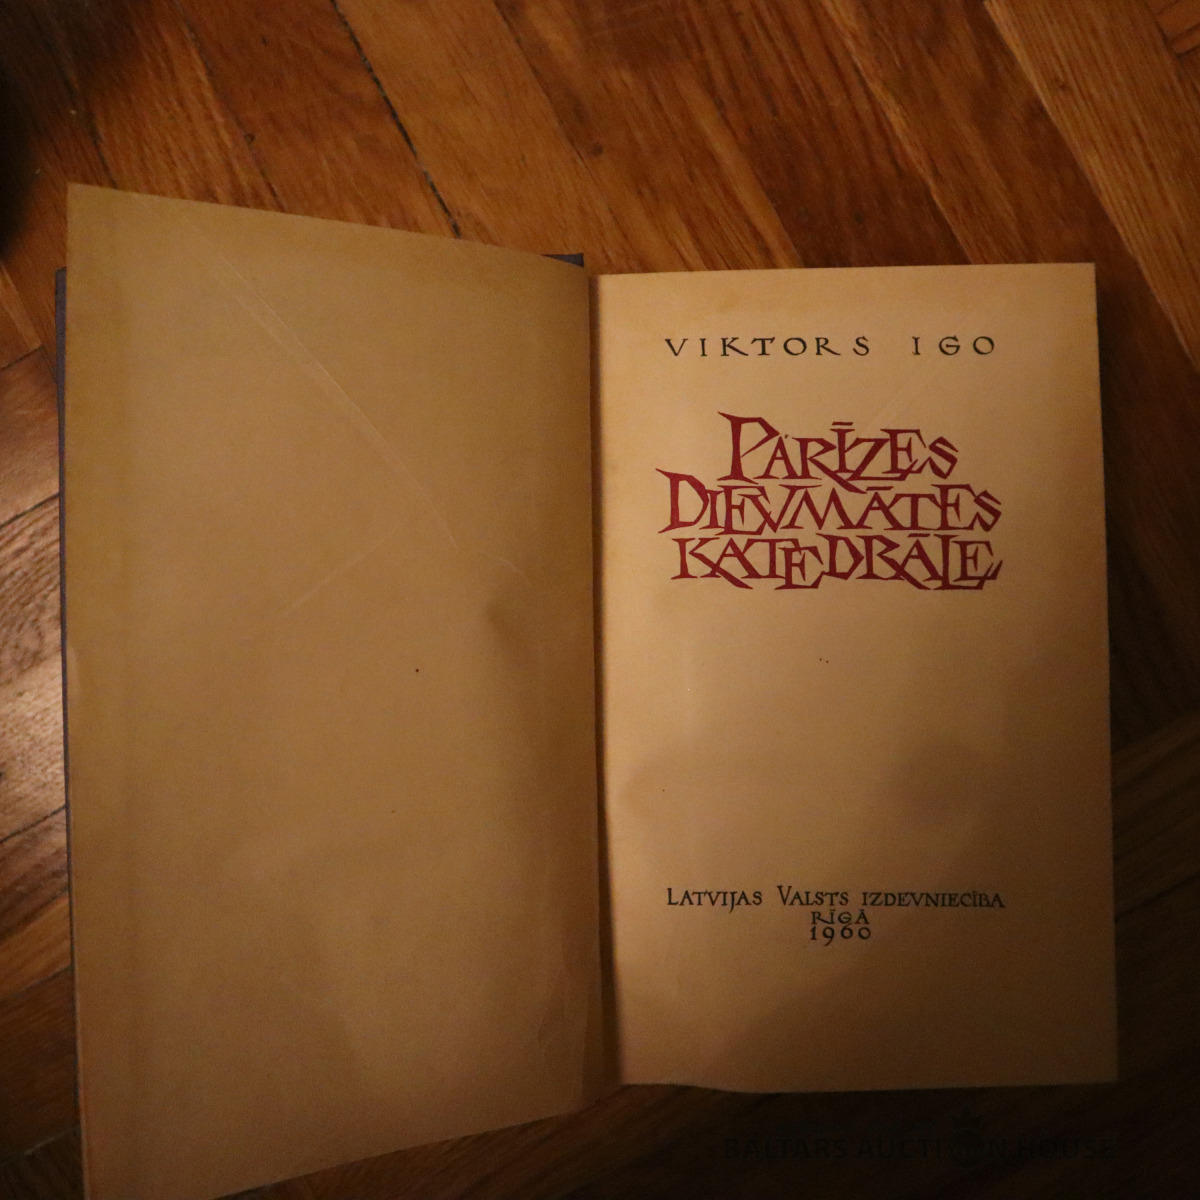 VIKTORS IGO
PARĪZES
DIEVMĀTES
KATEDRĀLE
LATVIJAS VALSTS IZDEVNIECĪBA
RĪGĀ
1960
BALTARS AUCTION HOUSE